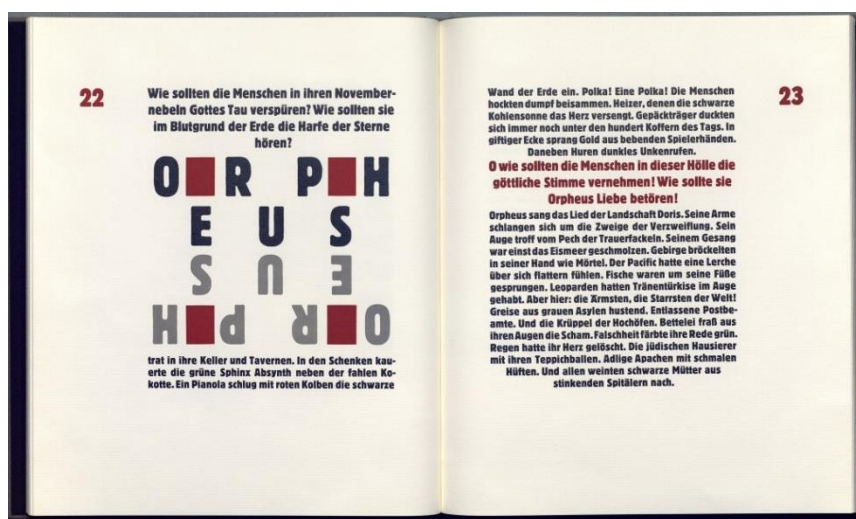 22
Wie sollten die Menschen in ihren November-
nebeln Gottes Tau verspüren? Wie sollten sie
im Blutgrund der Erde die Harfe der Sterne
hören?
O R P H
E U S
E U S
O R P H
trat in ihre Keller und Tavernen. In den Schenken kau-
erte die grüne Sphinx Absynth neben der fahlen Ko-
kotte. Ein Pianola schlug mit roten Kolben die schwarze
23
Wand der Erde ein. Polka! Eine Polka! Die Menschen
hockten dumpf beisammen. Heizer, denen die schwarze
Kohlensonne das Herz versengt. Gepäckträger duckten
sich immer noch unter den hundert Koffern des Tags. In
giftiger Ecke sprang Gold aus bebenden Spielerhänden.
Daneben Huren dunkles Unkenrufen.
O wie sollten die Menschen in dieser Hölle die
göttliche Stimme vernehmen! Wie sollte sie
Orpheus Liebe betören!
Orpheus sang das Lied der Landschaft Doris. Seine Arme
schlangen sich um die Zweige der Verzweiflung. Sein
Auge troff vom Pech der Trauerfackeln. Seinem Gesang
war einst das Eismeer geschmolzen. Gebirge bröckelten
in seiner Hand wie Mörtel. Der Pacific hatte eine Lerche
über sich flattern fühlen. Fische waren um seine Füße
gesprungen. Leoparden hatten Tränentürkise im Auge
gehabt. Aber hier: die Ärmsten, die Starrsten der Welt!
Greise aus grauen Asylen hustend. Entlassene Postbe-
amte. Und die Krüppel der Hochöfen. Bettelei fraß aus
ihren Augen die Scham. Falschheit färbte ihre Rede grün.
Regen hatte ihr Herz gelöscht. Die jüdischen Hausierer
mit ihren Teppichballen. Adlige Apachen mit schmalen
Hüften. Und allen weinten schwarze Mütter aus
stinkenden Spitälern nach.